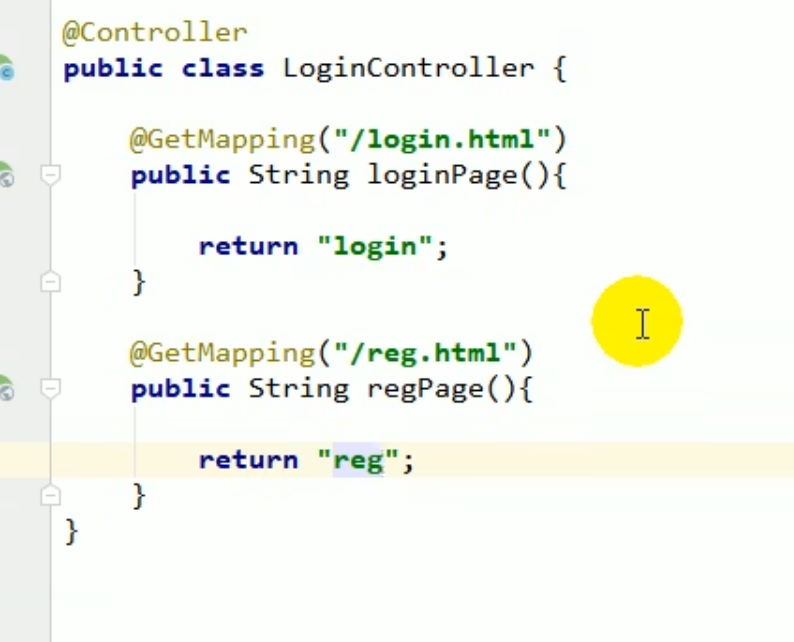 @Controller
public class LoginController {
@GetMapping("/login.html")
public String loginPage(){
return "login";
}
@GetMapping("/reg.html")
public String regPage(){
return "reg";
}
}